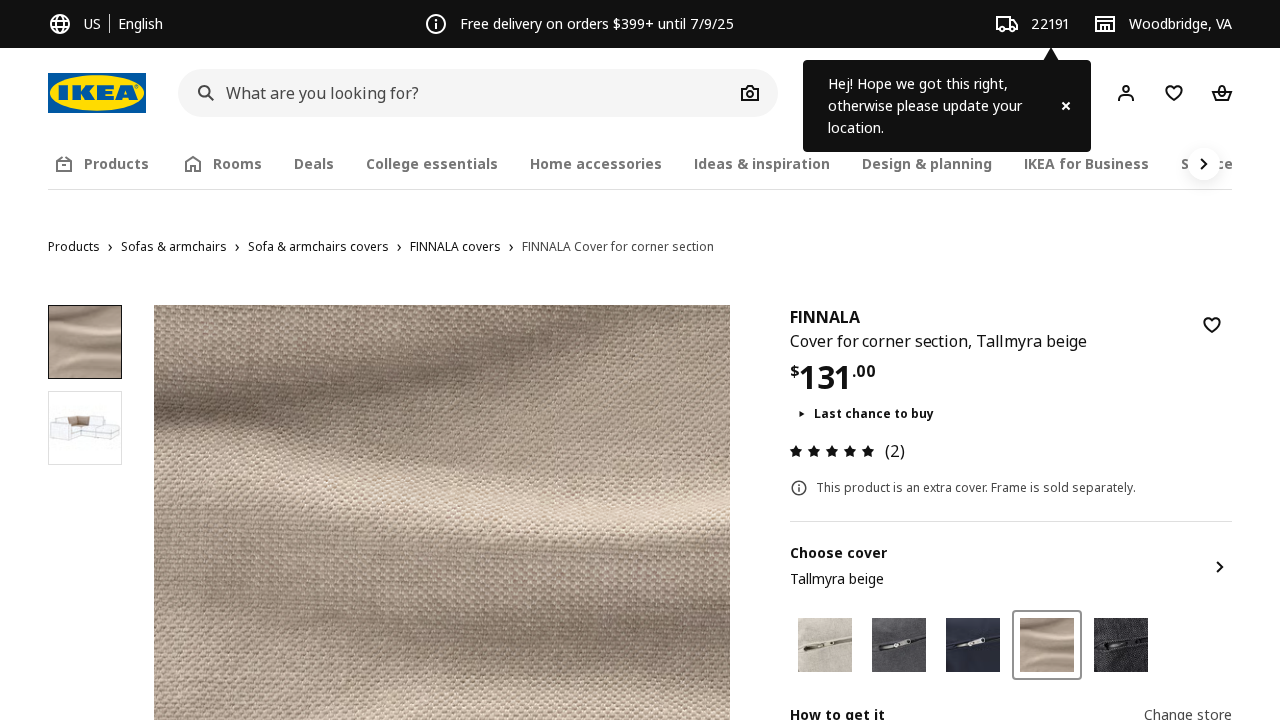 US
English
Free delivery on orders $399+ until 7/9/25
22191
Woodbridge, VA
IKEA
What are you looking for?
Hej! Hope we got this right,
otherwise please update your
location.
Products
Rooms
Deals
College essentials
Home accessories
Ideas & inspiration
Design & planning
IKEA for Business
Products › Sofas & armchairs › Sofa & armchairs covers › FINNALA covers › FINNALA Cover for corner section
FINNALA
Cover for corner section, Tallmyra beige
$131.00
Last chance to buy
(2)
This product is an extra cover. Frame is sold separately.
Choose cover
Tallmyra beige
How to get it
Change store